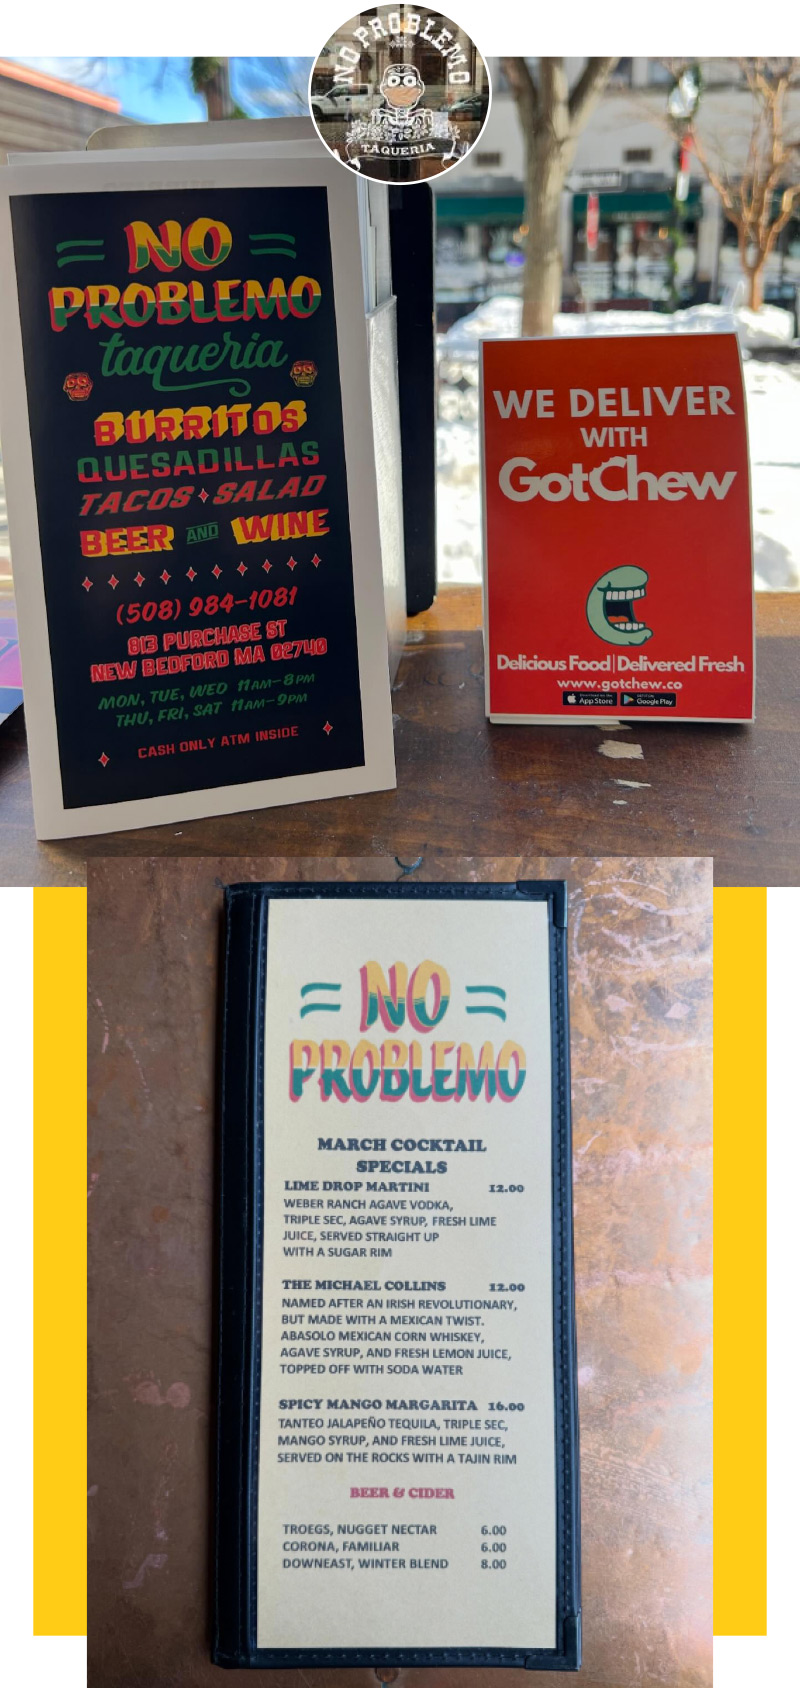 NO PROBLEMO
TAQUERIA
NO
PROBLEMO
taqueria
BURRITOS
QUESADILLAS
TACOS SALAD
BEER AND WINE
(508) 984-1081
813 PURCHASE ST
NEW BEDFORD MA 02740
MON, TUE, WED 11AM-8PM
THU, FRI, SAT 11AM-9PM
CASH ONLY ATM INSIDE
WE DELIVER
WITH
GotChew
Delicious Food|Delivered Fresh
www.gotchew.co
App Store Google Play
NO
PROBLEMO
MARCH COCKTAIL
SPECIALS
LIME DROP MARTINI 12.00
WEBER RANCH AGAVE VODKA,
TRIPLE SEC, AGAVE SYRUP, FRESH LIME
JUICE, SERVED STRAIGHT UP
WITH A SUGAR RIM
THE MICHAEL COLLINS 12.00
NAMED AFTER AN IRISH REVOLUTIONARY,
BUT MADE WITH A MEXICAN TWIST.
ABASOLO MEXICAN CORN WHISKEY,
AGAVE SYRUP, AND FRESH LEMON JUICE,
TOPPED OFF WITH SODA WATER
SPICY MANGO MARGARITA 16.00
TANTEO JALAPEÑO TEQUILA, TRIPLE SEC,
MANGO SYRUP, AND FRESH LIME JUICE,
SERVED ON THE ROCKS WITH A TAJIN RIM
BEER & CIDER
TROEGS, NUGGET NECTAR 6.00
CORONA, FAMILIAR 6.00
DOWNEAST, WINTER BLEND 8.00